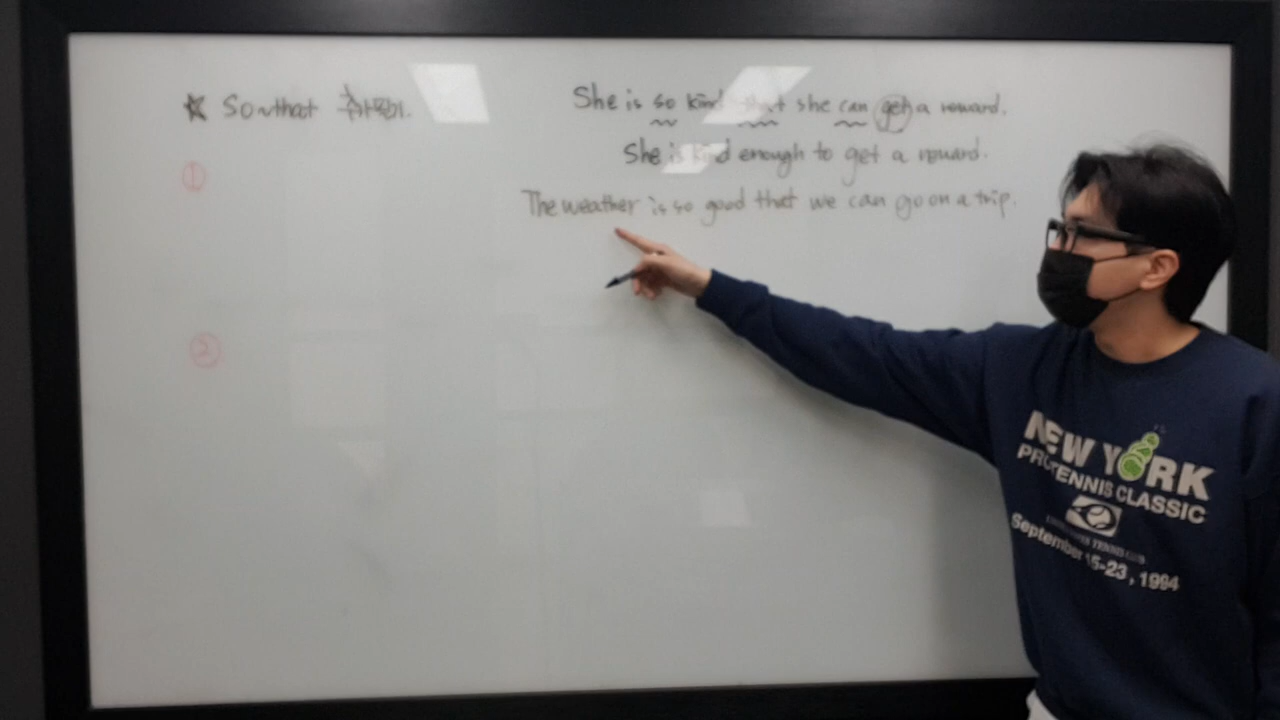 ☆ So~that
She is so kind that she can get a reward.
She is kind enough to get a reward.
The weather is so good that we can go on a trip.
①
②
NEW YORK
PRO TENNIS CLASSIC
September 15-23, 1994